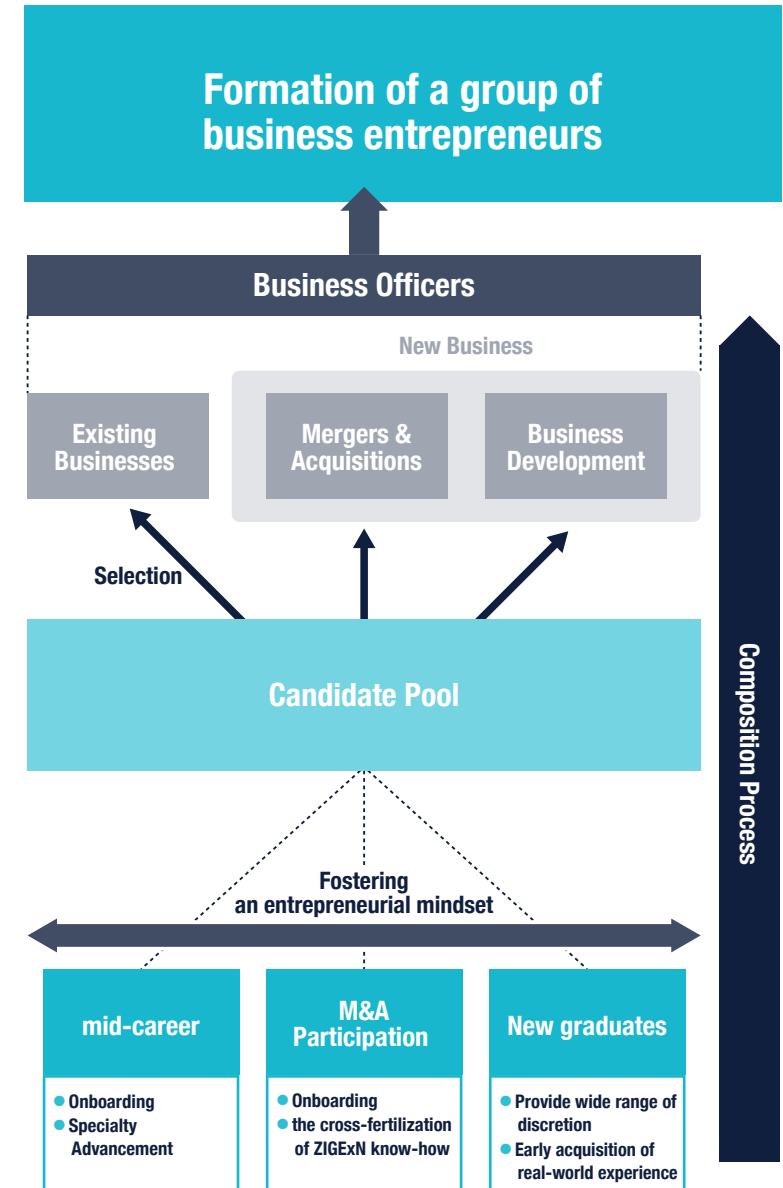 Formation of a group of
business entrepreneurs
Business Officers
New Business
Existing
Businesses
Mergers &
Acquisitions
Business
Development
Selection
Candidate Pool
Composition Process
Fostering
an entrepreneurial mindset
mid-career
M&A
Participation
New graduates
● Onboarding
● Specialty
Advancement
● Onboarding
● the cross-fertilization
of ZIGExN know-how
● Provide wide range of
discretion
● Early acquisition of
real-world experience